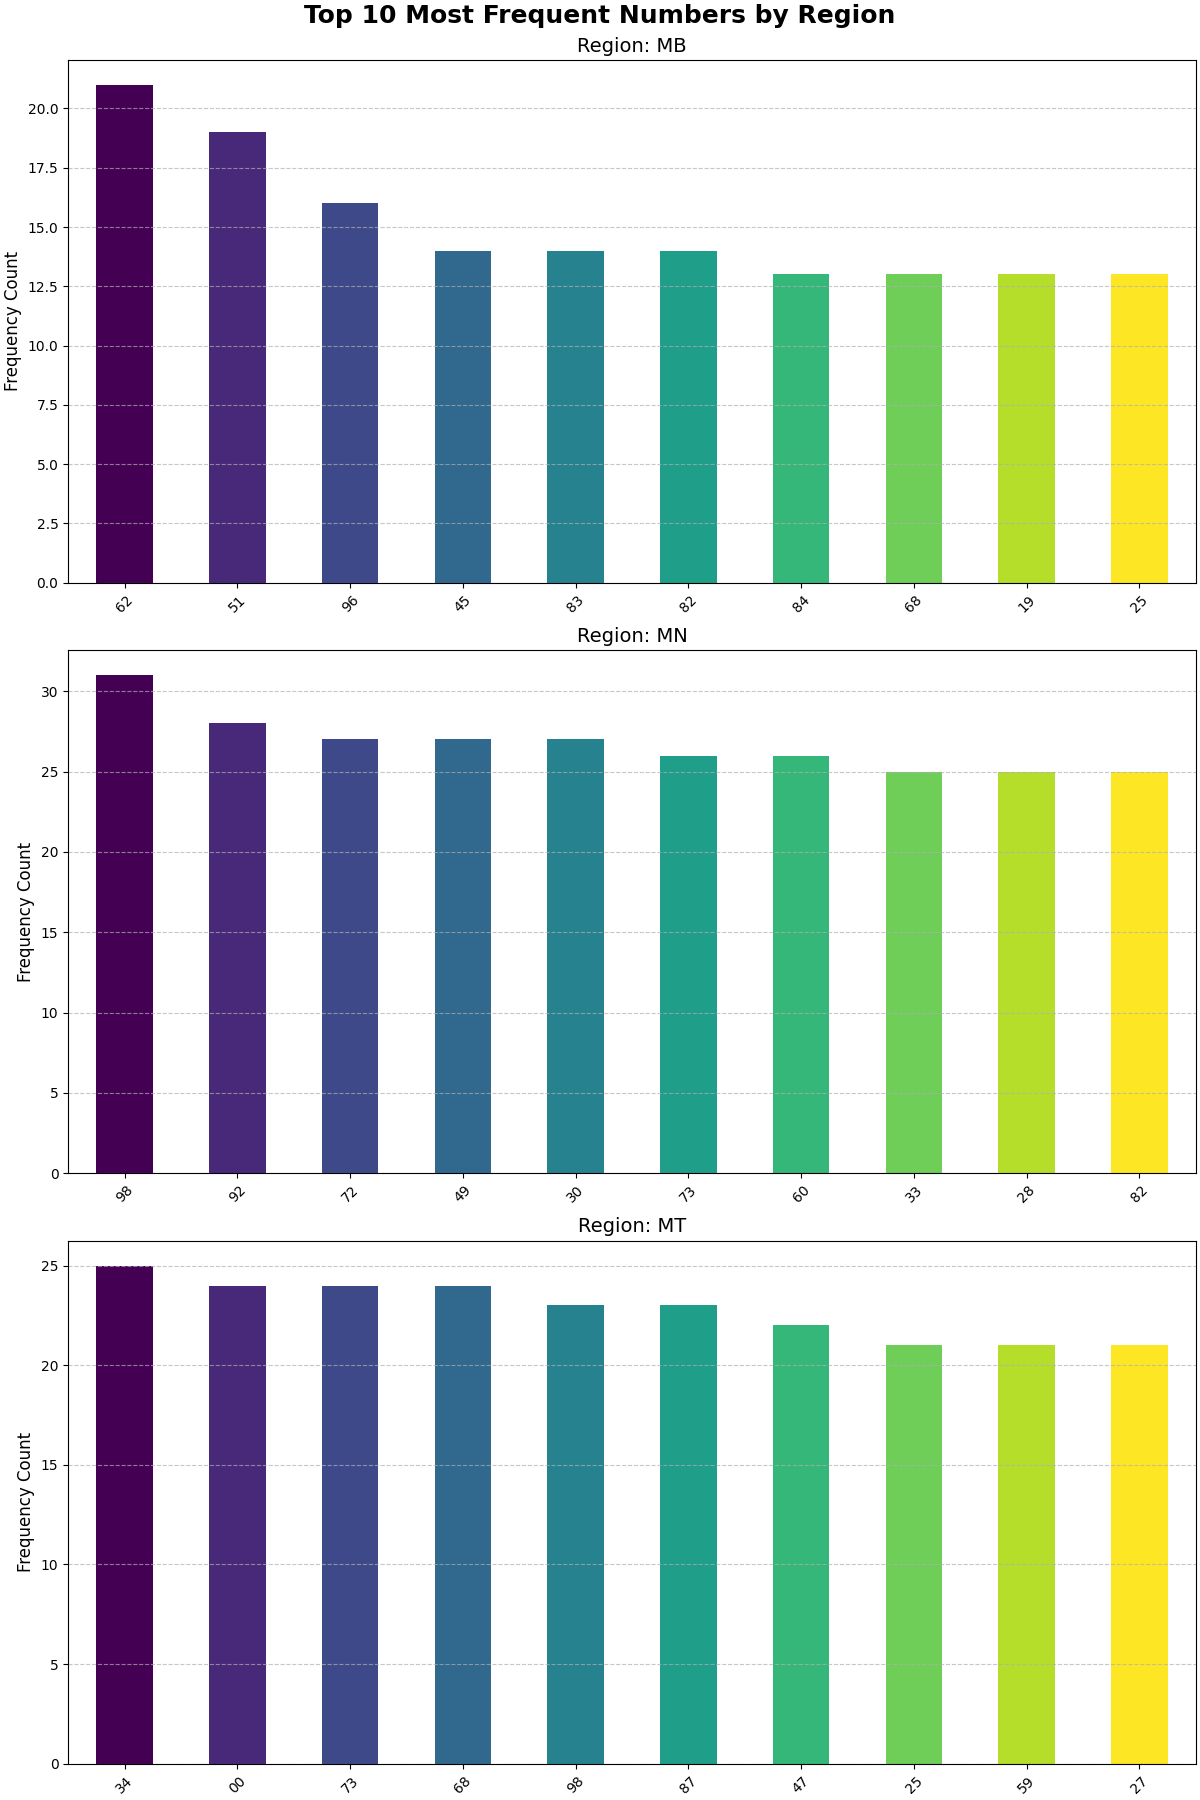 Top 10 Most Frequent Numbers by Region
Region: MB
Frequency Count
20.0
17.5
15.0
12.5
10.0
7.5
5.0
2.5
0.0
62 51 96 45 83 82 84 68 19 25
Region: MN
Frequency Count
30
25
20
15
10
5
0
98 92 72 49 30 73 60 33 28 82
Region: MT
Frequency Count
25
20
15
10
5
0
34 00 73 68 98 87 47 25 59 27